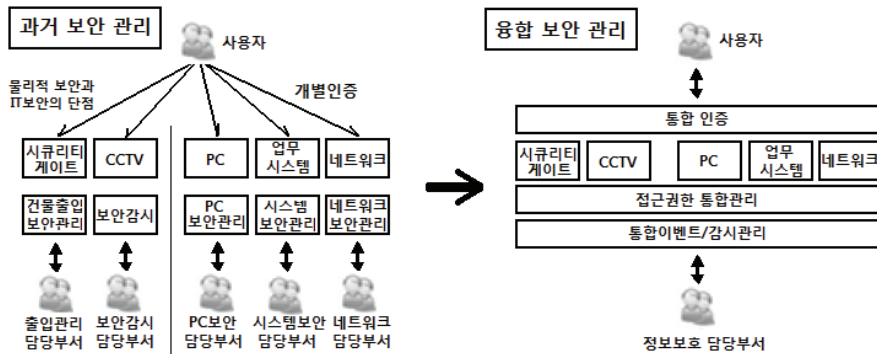 과거 보안 관리
사용자
물리적 보안과
IT보안의 단점
개별인증
시큐리티
게이트
CCTV
PC
업무
시스템
네트워크
건물출입
보안관리
보안감시
PC
보안관리
시스템
보안관리
네트워크
보안관리
출입관리
담당부서
보안감시
담당부서
PC보안
담당부서
시스템보안
담당부서
네트워크
담당부서
융합 보안 관리
사용자
통합 인증
시큐리티
게이트
CCTV
PC
업무
시스템
네트워크
접근권한 통합관리
통합이벤트/감시관리
정보보호 담당부서